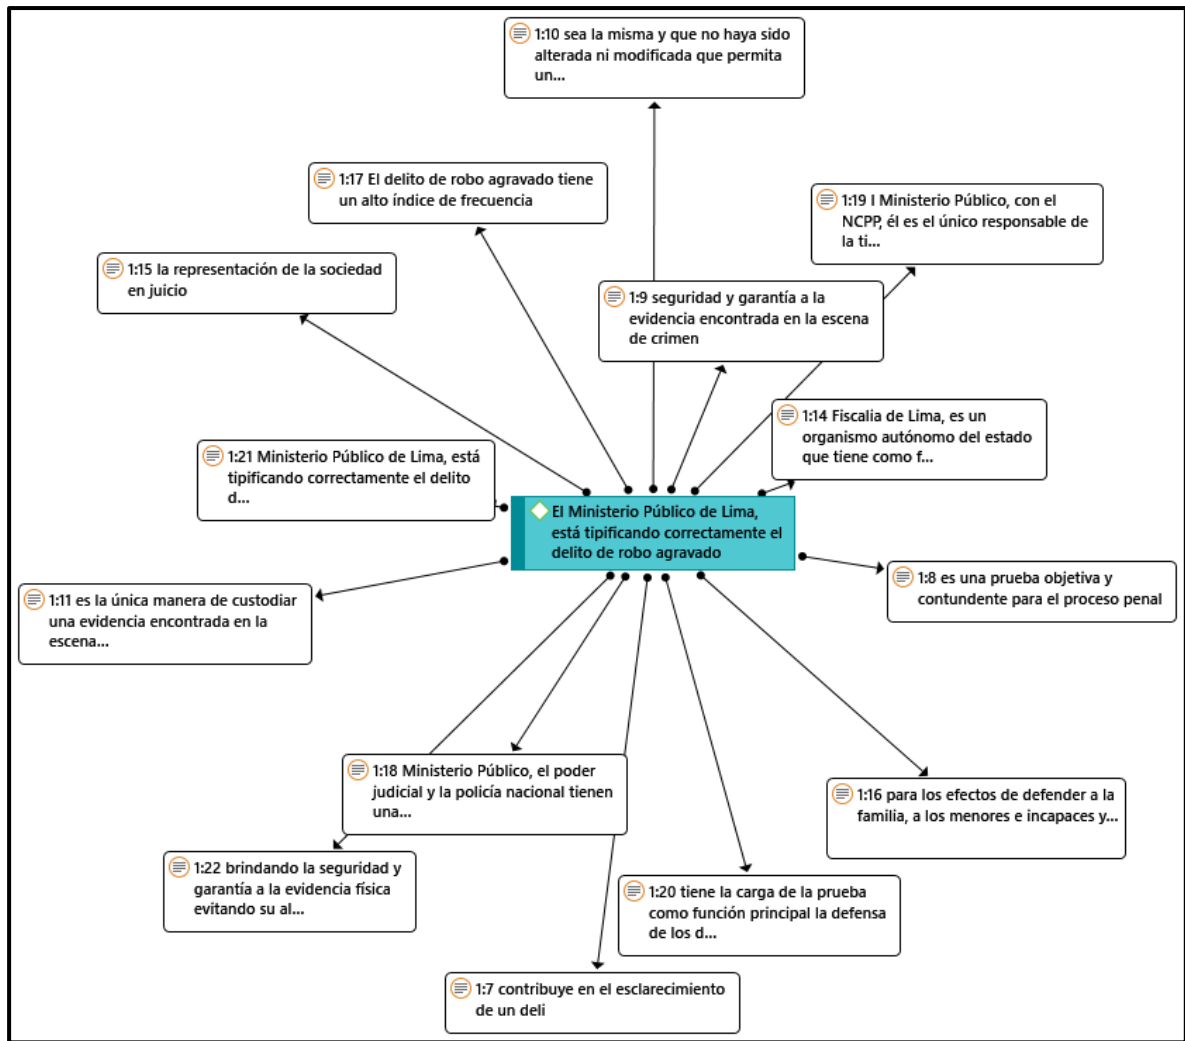 1:10 sea la misma y que no haya sido
alterada ni modificada que permita
un...
1:17 El delito de robo agravado tiene
un alto índice de frecuencia
1:19 l Ministerio Público, con el
NCPP, él es el único responsable de
la ti...
1:15 la representación de la sociedad
en juicio
1:9 seguridad y garantía a la
evidencia encontrada en la escena
de crimen
1:14 Fiscalia de Lima, es un
organismo autónomo del estado
que tiene como f...
1:21 Ministerio Público de Lima, está
tipificando correctamente el delito
d...
El Ministerio Público de Lima,
está tipificando correctamente el
delito de robo agravado
1:8 es una prueba objetiva y
contundente para el proceso penal
1:11 es la única manera de custodiar
una evidencia encontrada en la
escena...
1:18 Ministerio Público, el poder
judicial y la policía nacional tienen
una...
1:16 para los efectos de defender a la
familia, a los menores e incapaces y...
1:22 brindando la seguridad y
garantía a la evidencia física
evitando su al...
1:20 tiene la carga de la prueba
como función principal la defensa
de los d...
1:7 contribuye en el esclarecimiento
de un deli